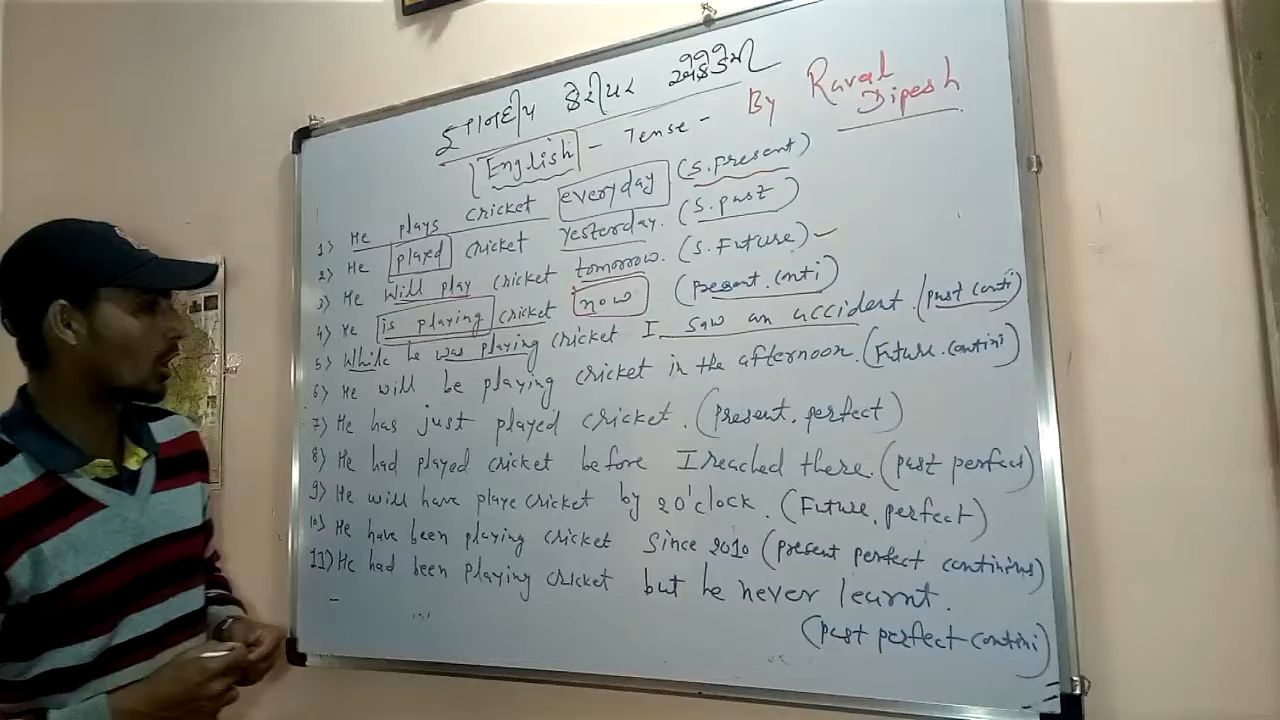 જ્ઞાનદીપ કેરીયર એકેડેમી
English - Tense - By Raval Dipesh
1) He plays cricket everyday (S. present)
2) He played cricket yesterday. (S. past)
3) He will play cricket tomorrow. (S. Future)
4) He is playing cricket now (present. conti)
5) While he was playing cricket I saw an accident. (past conti)
6) He will be playing cricket in the afternoon. (Future. contini)
7) He has just played cricket. (present. perfect)
8) He had played cricket before I reached there. (past perfect)
9) He will have playe cricket by 2 o'clock. (Future. perfect)
10) He have been playing cricket since 2010 (present perfect continius)
11) He had been playing cricket but he never learnt.
(past perfect contini)